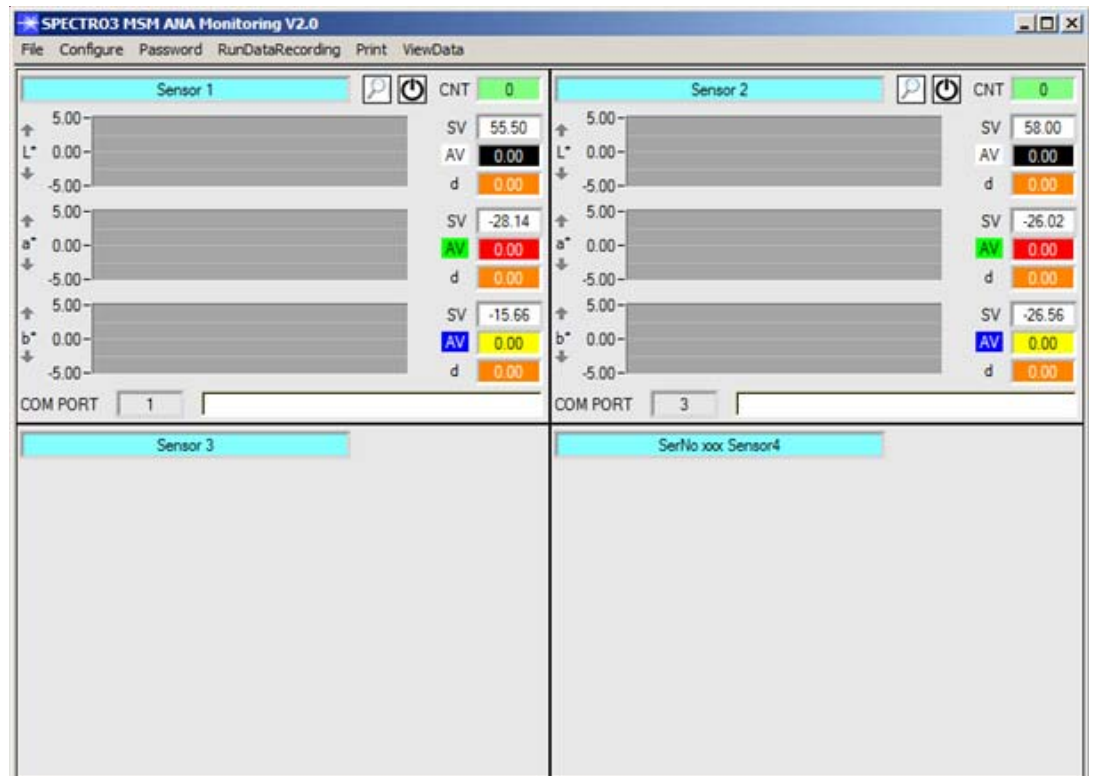 SPECTRO3 MSM ANA Monitoring V2.0
File Configure Password RunDataRecording Print ViewData
Sensor 1 CNT 0
5.00
L* 0.00
-5.00
SV 55.50
AV 0.00
d 0.00
5.00
a* 0.00
-5.00
SV -28.14
AV 0.00
d 0.00
5.00
b* 0.00
-5.00
SV -15.66
AV 0.00
d 0.00
COM PORT 1
Sensor 2 CNT 0
5.00
L* 0.00
-5.00
SV 58.00
AV 0.00
d 0.00
5.00
a* 0.00
-5.00
SV -26.02
AV 0.00
d 0.00
5.00
b* 0.00
-5.00
SV -26.56
AV 0.00
d 0.00
COM PORT 3
Sensor 3
SerNo xxx Sensor4